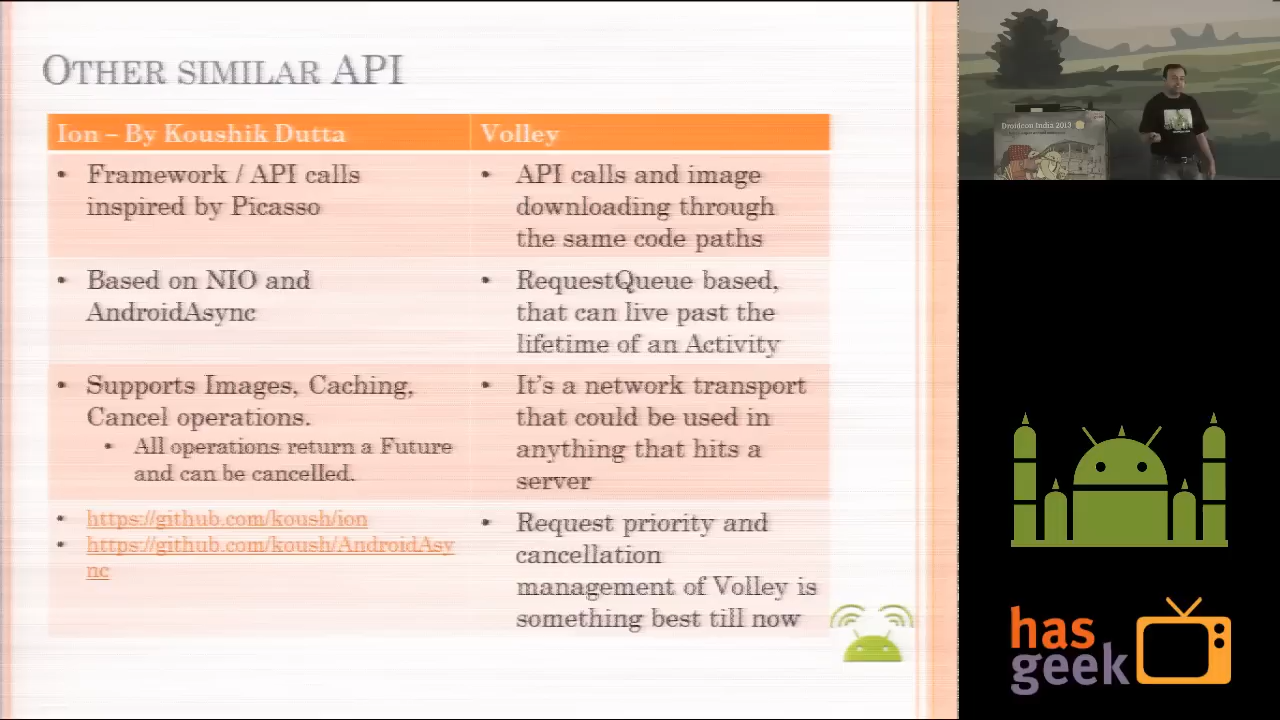 OTHER SIMILAR API
Ion – By Koushik Dutta
Volley
• Framework / API calls
inspired by Picasso
• API calls and image
downloading through
the same code paths
• Based on NIO and
AndroidAsync
• RequestQueue based,
that can live past the
lifetime of an Activity
• Supports Images, Caching,
Cancel operations.
• All operations return a Future
and can be cancelled.
• It's a network transport
that could be used in
anything that hits a
server
• https://github.com/koush/ion
• https://github.com/koush/AndroidAsy
nc
• Request priority and
cancellation
management of Volley is
something best till now
Droidcon India 2013
has
geek